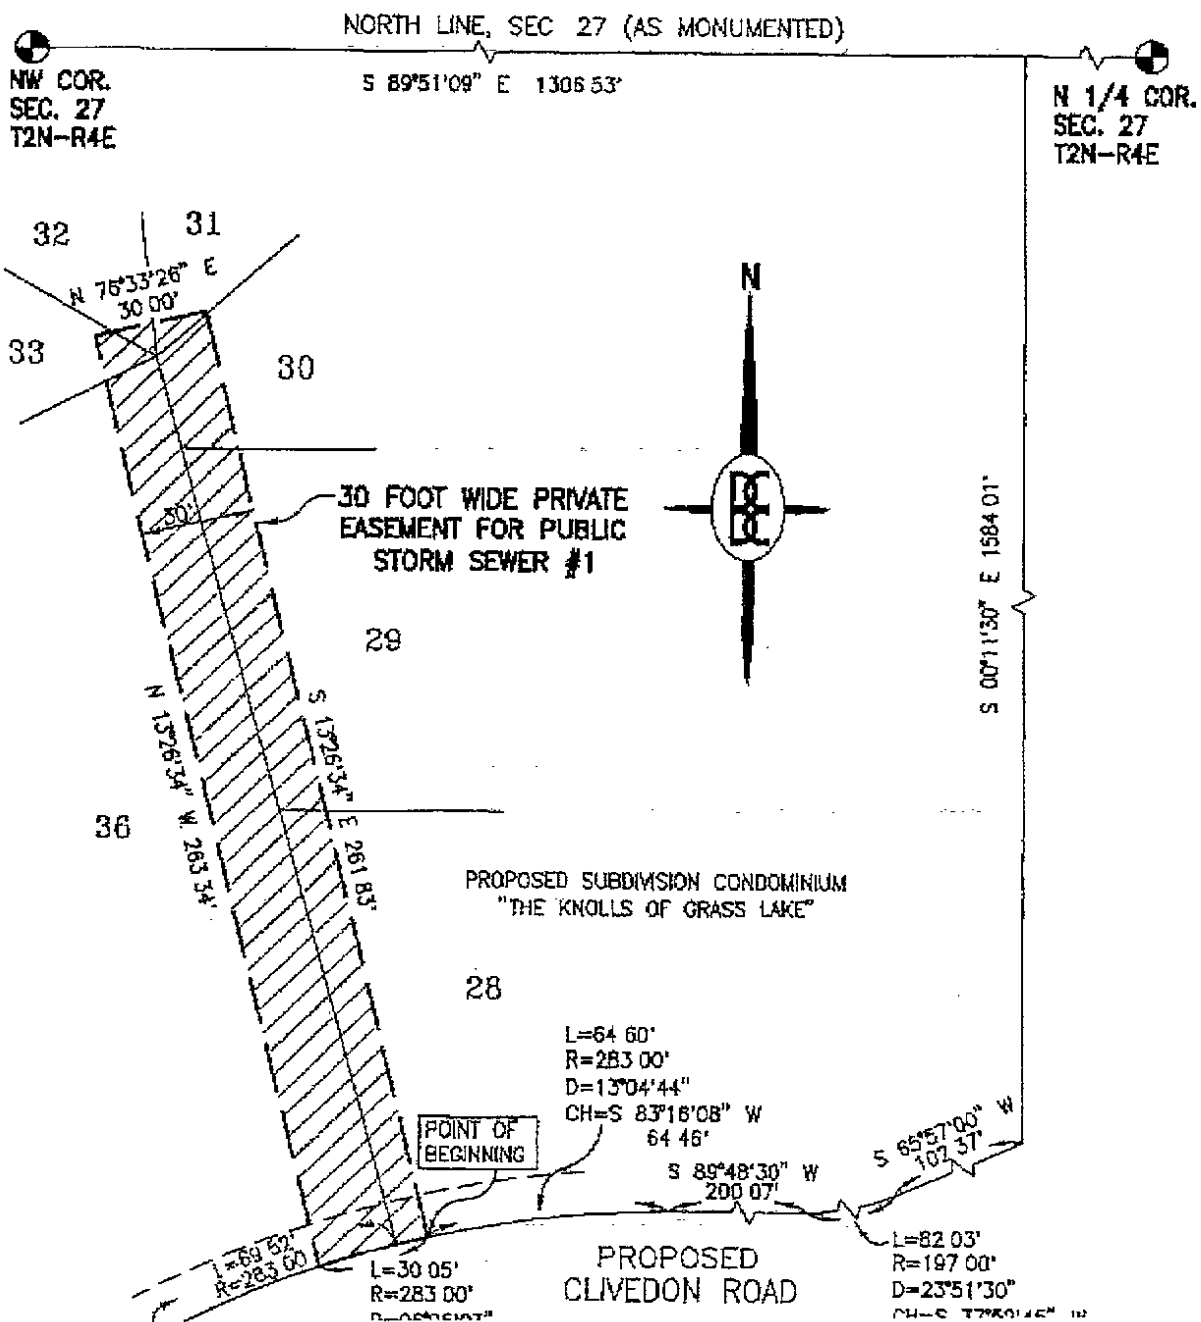 NORTH LINE, SEC 27 (AS MONUMENTED)
S 89°51'09" E 1306 53'
NW COR.
SEC. 27
T2N-R4E
N 1/4 COR.
SEC. 27
T2N-R4E
32
31
N 76°33'26" E
30 00'
33
30
N
30 FOOT WIDE PRIVATE
EASEMENT FOR PUBLIC
STORM SEWER #1
30'
S 00°11'30" E 1584 01'
29
N 13°26'34" W 263 34'
S 13°26'34" E 261 83'
36
PROPOSED SUBDIVISION CONDOMINIUM
"THE KNOLLS OF GRASS LAKE"
28
L=64 60'
R=283 00'
D=13°04'44"
CH=S 83°16'08" W
64 46'
POINT OF
BEGINNING
S 89°48'30" W
200 07'
S 65°57'00" W
102 37'
L=69 62'
R=283 00
L=30 05'
R=283 00'
PROPOSED
CLIVEDON ROAD
L=82 03'
R=197 00'
D=23°51'30"